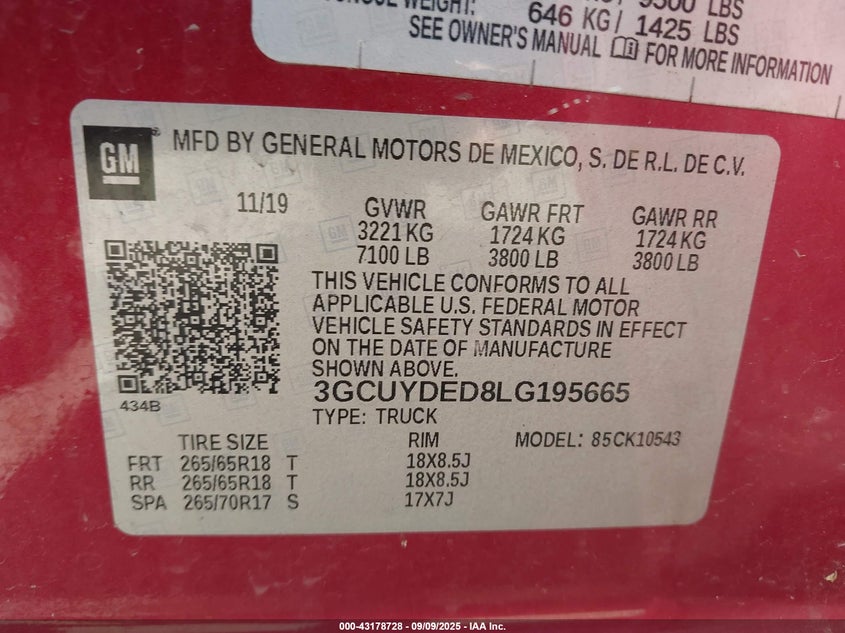 9300 LBS
WEIGHT:
646 KG/ 1425 LBS
SEE OWNER'S MANUAL FOR MORE INFORMATION
GM ®
MFD BY GENERAL MOTORS DE MEXICO, S. DE R.L. DE C.V.
11/19 GVWR GAWR FRT GAWR RR
3221 KG 1724 KG 1724 KG
7100 LB 3800 LB 3800 LB
THIS VEHICLE CONFORMS TO ALL
APPLICABLE U.S. FEDERAL MOTOR
VEHICLE SAFETY STANDARDS IN EFFECT
ON THE DATE OF MANUFACTURE
SHOWN ABOVE.
434B
3GCUYDED8LG195665
TYPE: TRUCK
TIRE SIZE RIM MODEL: 85CK10543
FRT 265/65R18 T 18X8.5J
RR 265/65R18 T 18X8.5J
SPA 265/70R17 S 17X7J
000-43178728 - 09/09/2025 - IAA Inc.